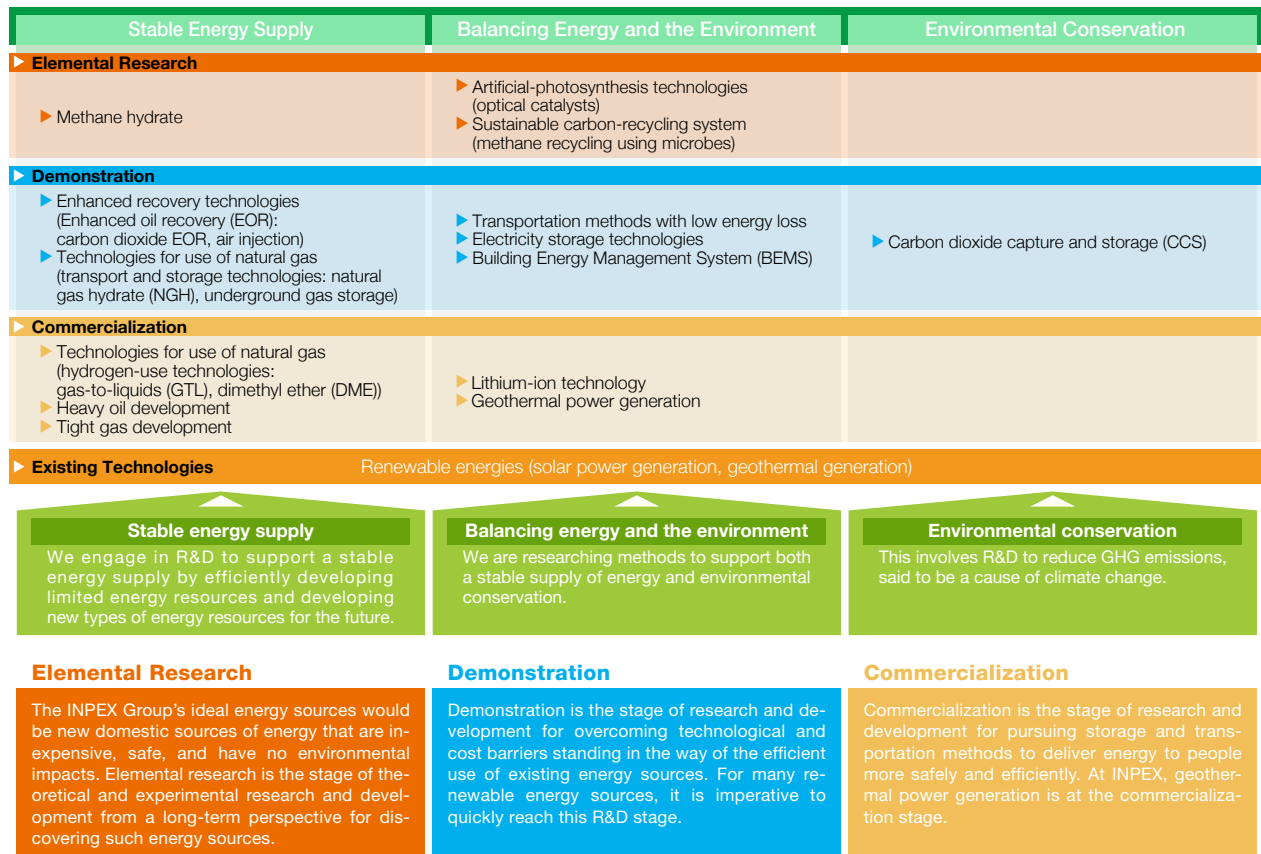 Stable Energy Supply
Balancing Energy and the Environment
Environmental Conservation
Elemental Research
Methane hydrate
Artificial-photosynthesis technologies
(optical catalysts)
Sustainable carbon-recycling system
(methane recycling using microbes)
Demonstration
Enhanced recovery technologies
(Enhanced oil recovery (EOR):
carbon dioxide EOR, air injection)
Technologies for use of natural gas
(transport and storage technologies: natural
gas hydrate (NGH), underground gas storage)
Transportation methods with low energy loss
Electricity storage technologies
Building Energy Management System (BEMS)
Carbon dioxide capture and storage (CCS)
Commercialization
Technologies for use of natural gas
(hydrogen-use technologies:
gas-to-liquids (GTL), dimethyl ether (DME))
Heavy oil development
Tight gas development
Lithium-ion technology
Geothermal power generation
Existing Technologies
Renewable energies (solar power generation, geothermal generation)
Stable energy supply
We engage in R&D to support a stable
energy supply by efficiently developing
limited energy resources and developing
new types of energy resources for the future.
Balancing energy and the environment
We are researching methods to support both
a stable supply of energy and environmental
conservation.
Environmental conservation
This involves R&D to reduce GHG emissions,
said to be a cause of climate change.
Elemental Research
The INPEX Group's ideal energy sources would
be new domestic sources of energy that are in-
expensive, safe, and have no environmental
impacts. Elemental research is the stage of the-
oretical and experimental research and devel-
opment from a long-term perspective for dis-
covering such energy sources.
Demonstration
Demonstration is the stage of research and de-
velopment for overcoming technological and
cost barriers standing in the way of the efficient
use of existing energy sources. For many re-
newable energy sources, it is imperative to
quickly reach this R&D stage.
Commercialization
Commercialization is the stage of research and
development for pursuing storage and trans-
portation methods to deliver energy to people
more safely and efficiently. At INPEX, geother-
mal power generation is at the commercializa-
tion stage.